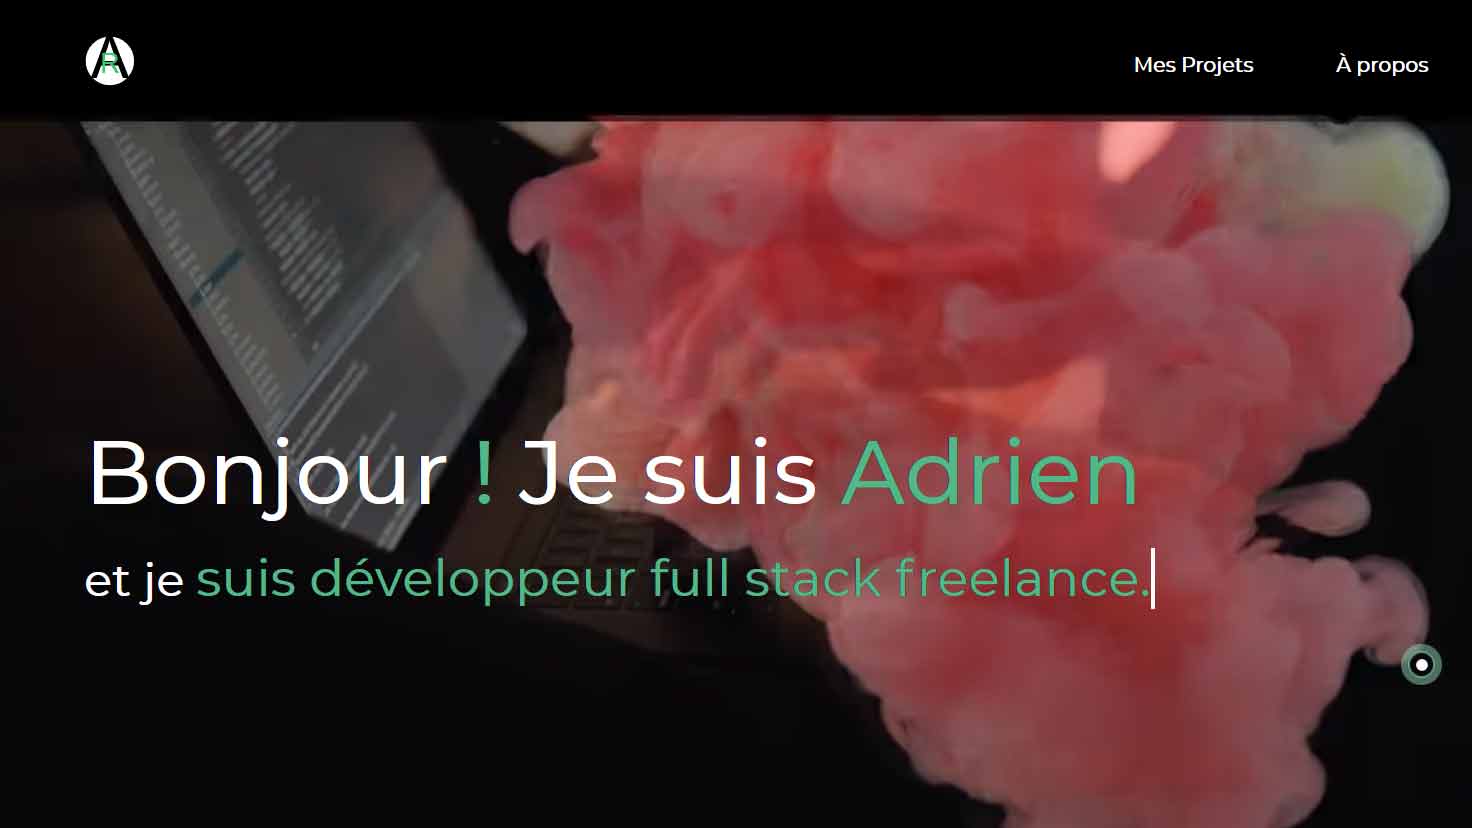 AR
Mes Projets
À propos
Bonjour ! Je suis Adrien
et je suis développeur full stack freelance.